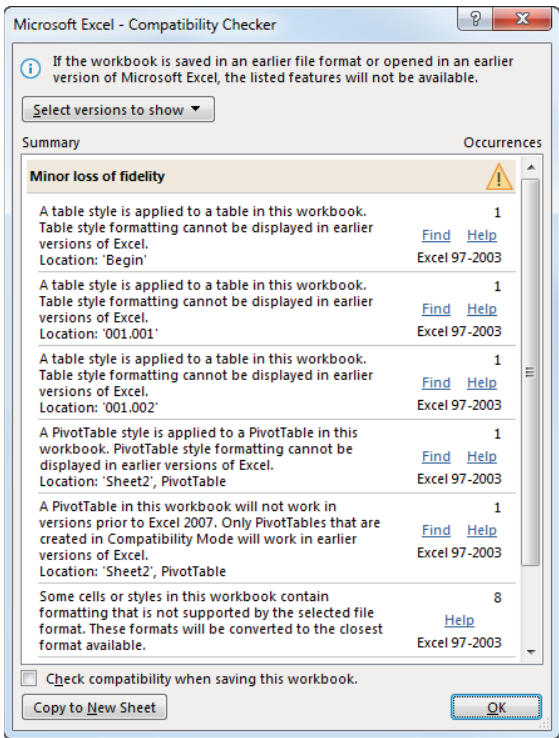 Microsoft Excel - Compatibility Checker
If the workbook is saved in an earlier file format or opened in an earlier
version of Microsoft Excel, the listed features will not be available.
Select versions to show
Summary Occurrences
Minor loss of fidelity
A table style is applied to a table in this workbook. 1
Table style formatting cannot be displayed in earlier Find Help
versions of Excel. Excel 97-2003
Location: 'Begin'
A table style is applied to a table in this workbook. 1
Table style formatting cannot be displayed in earlier Find Help
versions of Excel. Excel 97-2003
Location: '001.001'
A table style is applied to a table in this workbook. 1
Table style formatting cannot be displayed in earlier Find Help
versions of Excel. Excel 97-2003
Location: '001.002'
A PivotTable style is applied to a PivotTable in this 1
workbook. PivotTable style formatting cannot be Find Help
displayed in earlier versions of Excel. Excel 97-2003
Location: 'Sheet2', PivotTable
A PivotTable in this workbook will not work in 1
versions prior to Excel 2007. Only PivotTables that are Find Help
created in Compatibility Mode will work in earlier Excel 97-2003
versions of Excel.
Location: 'Sheet2', PivotTable
Some cells or styles in this workbook contain 8
formatting that is not supported by the selected file Help
format. These formats will be converted to the closest Excel 97-2003
format available.
Check compatibility when saving this workbook.
Copy to New Sheet OK